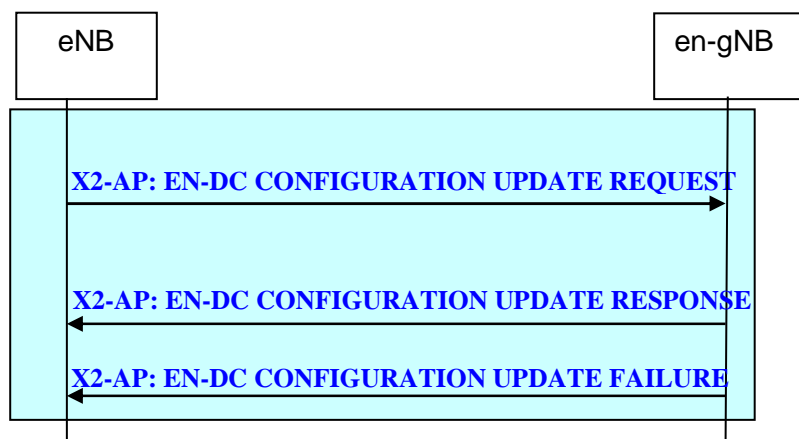 eNB
en-gNB
X2-AP: EN-DC CONFIGURATION UPDATE REQUEST
X2-AP: EN-DC CONFIGURATION UPDATE RESPONSE
X2-AP: EN-DC CONFIGURATION UPDATE FAILURE